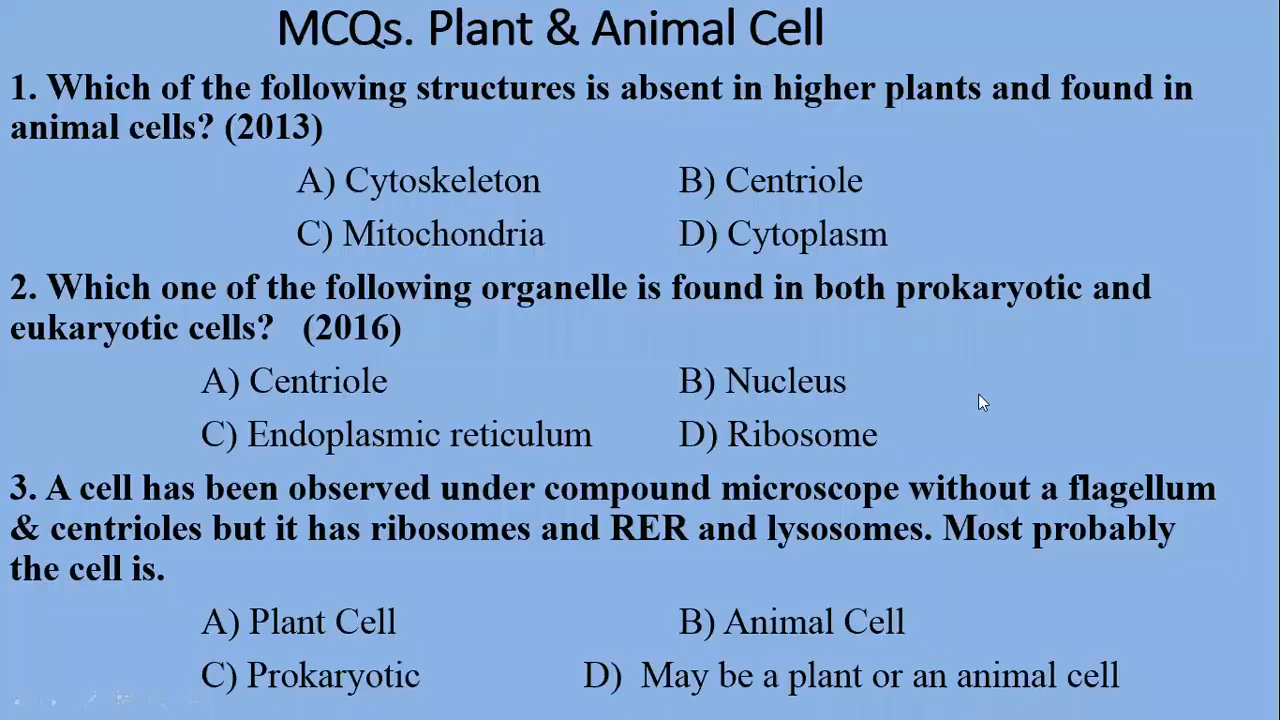 MCQs. Plant & Animal Cell
1. Which of the following structures is absent in higher plants and found in
animal cells? (2013)
A) Cytoskeleton B) Centriole
C) Mitochondria D) Cytoplasm
2. Which one of the following organelle is found in both prokaryotic and
eukaryotic cells? (2016)
A) Centriole B) Nucleus
C) Endoplasmic reticulum D) Ribosome
3. A cell has been observed under compound microscope without a flagellum
& centrioles but it has ribosomes and RER and lysosomes. Most probably
the cell is.
A) Plant Cell B) Animal Cell
C) Prokaryotic D) May be a plant or an animal cell